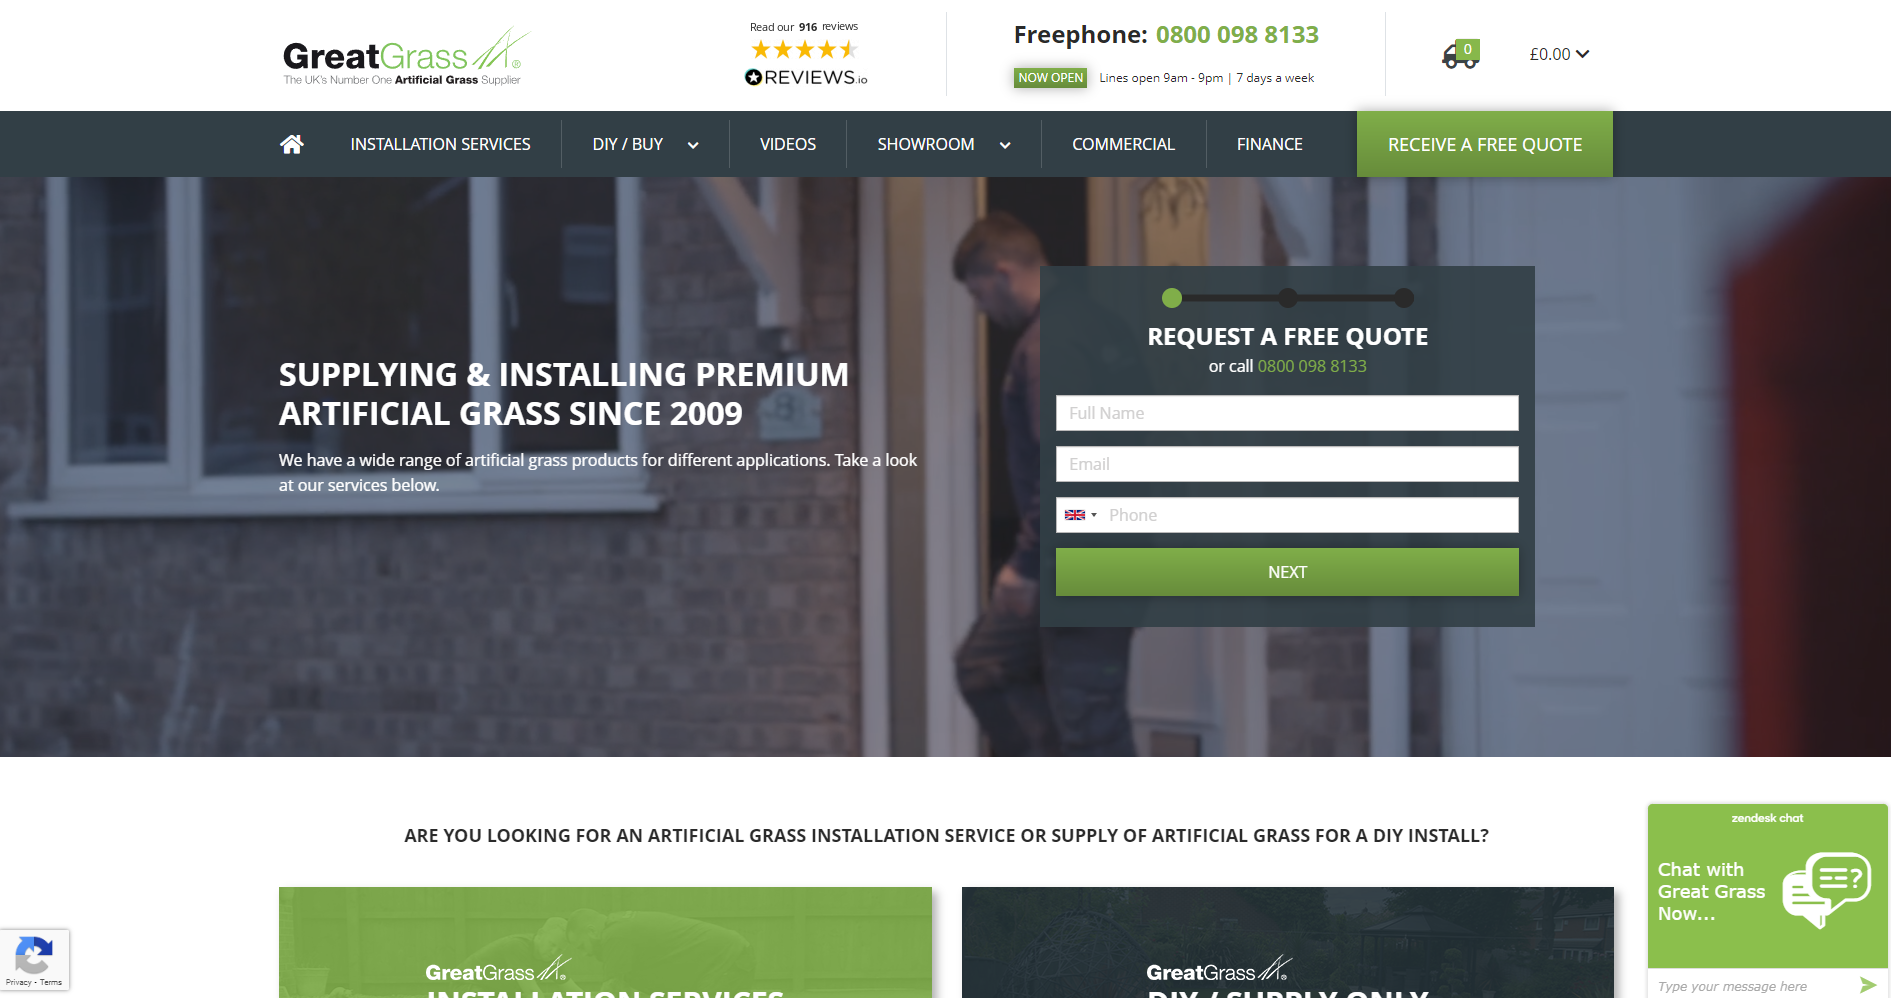 GreatGrass®
The UK's Number One Artificial Grass Supplier
Read our 916 reviews
REVIEWS.io
Freephone: 0800 098 8133
NOW OPEN Lines open 9am - 9pm | 7 days a week
0
£0.00
INSTALLATION SERVICES
DIY / BUY
VIDEOS
SHOWROOM
COMMERCIAL
FINANCE
RECEIVE A FREE QUOTE
SUPPLYING & INSTALLING PREMIUM
ARTIFICIAL GRASS SINCE 2009
We have a wide range of artificial grass products for different applications. Take a look
at our services below.
REQUEST A FREE QUOTE
or call 0800 098 8133
Full Name
Email
Phone
NEXT
ARE YOU LOOKING FOR AN ARTIFICIAL GRASS INSTALLATION SERVICE OR SUPPLY OF ARTIFICIAL GRASS FOR A DIY INSTALL?
GreatGrass®
INSTALLATION SERVICES
GreatGrass®
DIY / SUPPLY ONLY
zendesk chat
Chat with
Great Grass
Now...
Type your message here
Privacy - Terms